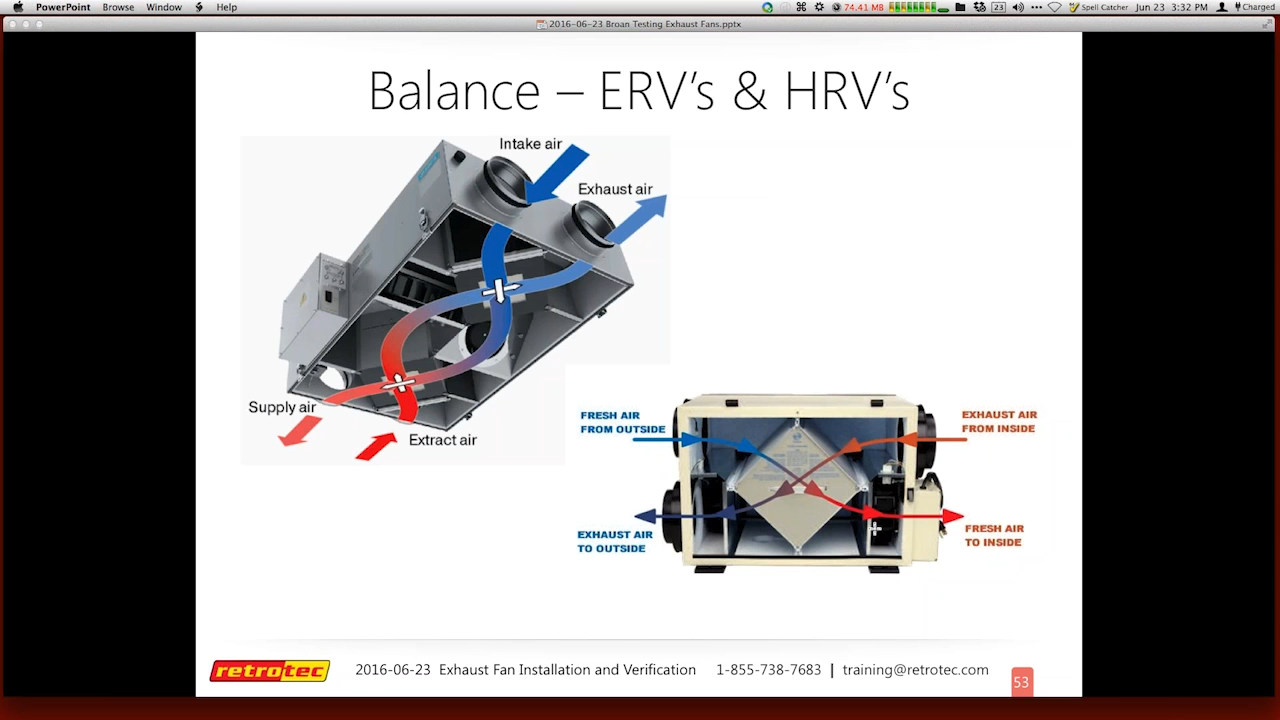 PowerPoint Browse Window Help 74.41 MB 23 Spell Catcher Jun 23 3:32 PM Charged
2016-06-23 Broan Testing Exhaust Fans.pptx
Balance – ERV’s & HRV’s
Intake air
Exhaust air
Supply air
Extract air
FRESH AIR
FROM OUTSIDE
EXHAUST AIR
FROM INSIDE
EXHAUST AIR
TO OUTSIDE
FRESH AIR
TO INSIDE
retrotec 2016-06-23 Exhaust Fan Installation and Verification 1-855-738-7683 | training@retrotec.com 53